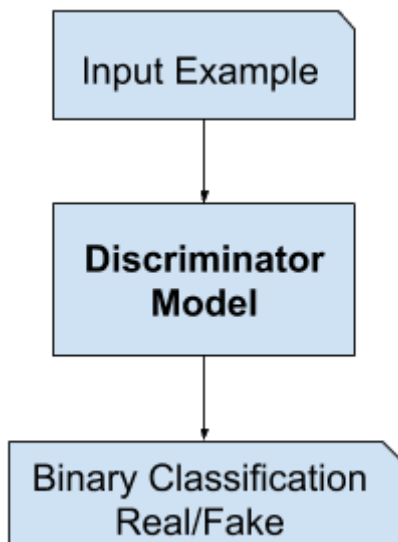 Input Example
Discriminator
Model
Binary Classification
Real/Fake